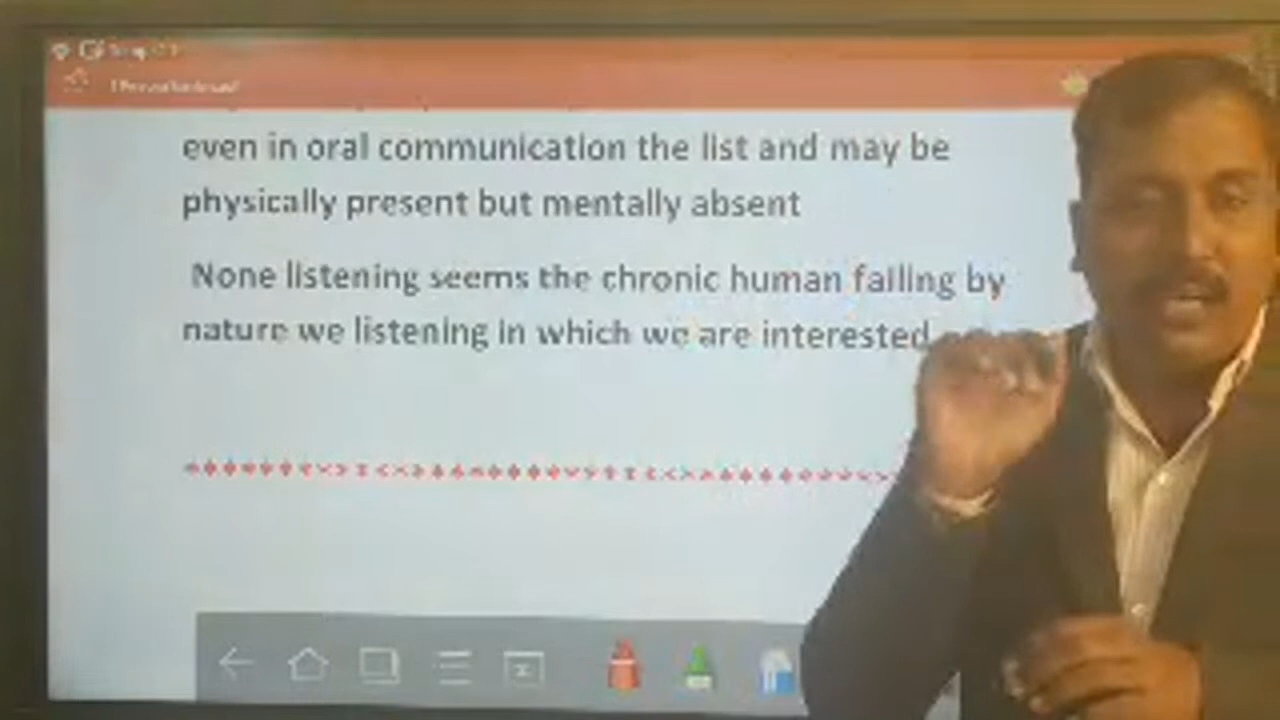 even in oral communication the list and may be
physically present but mentally absent
None listening seems the chronic human failing by
nature we listening in which we are interested